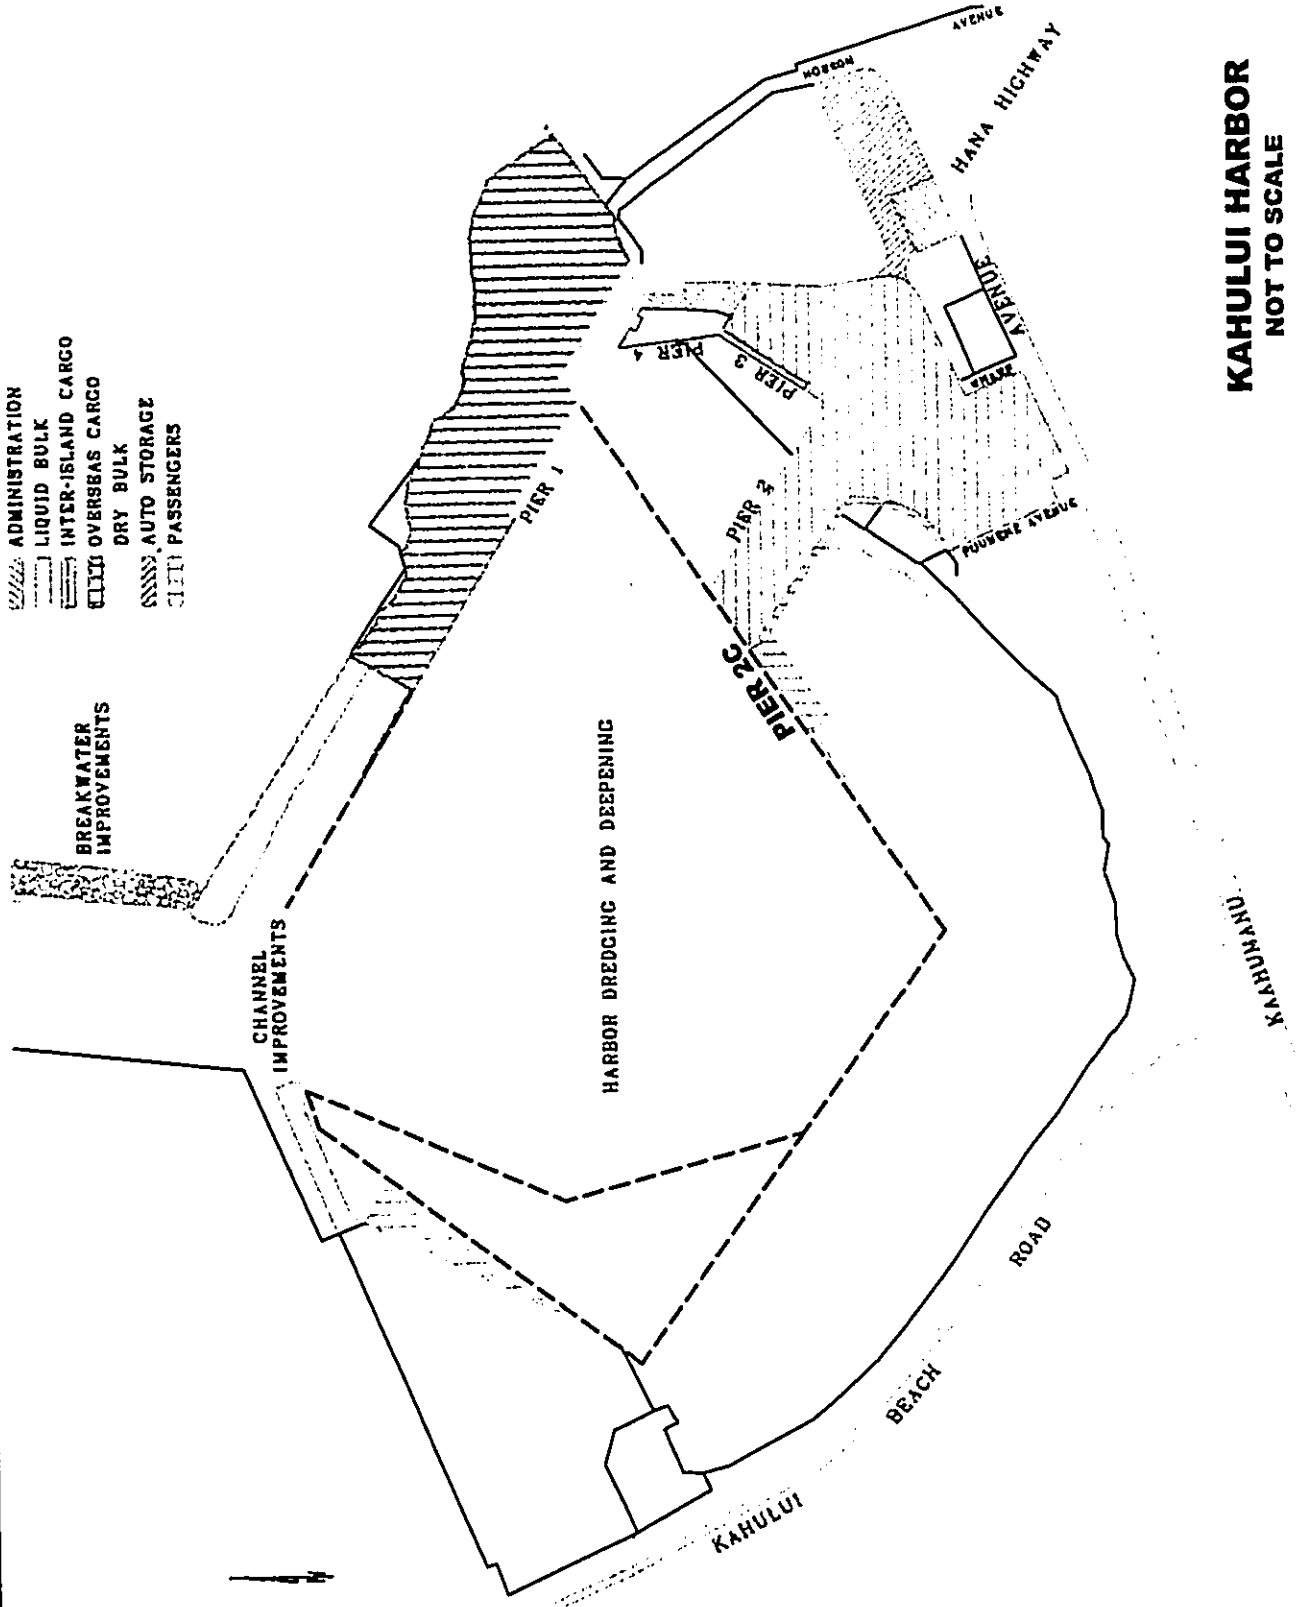 ADMINISTRATION
LIQUID BULK
INTER-ISLAND CARGO
OVERSEAS CARGO
DRY BULK
AUTO STORAGE
PASSENGERS
BREAKWATER
IMPROVEMENTS
CHANNEL
IMPROVEMENTS
HARBOR DREDGING AND DEEPENING
PIER 1
PIER 2
PIER 2C
PIER 3
PIER 4
HOBRON
AVENUE
HANA HIGHWAY
AVENUE
WHARF
PUUNENE AVENUE
KAAHUMANU
KAHULUI
BEACH
ROAD
KAHULUI HARBOR
NOT TO SCALE